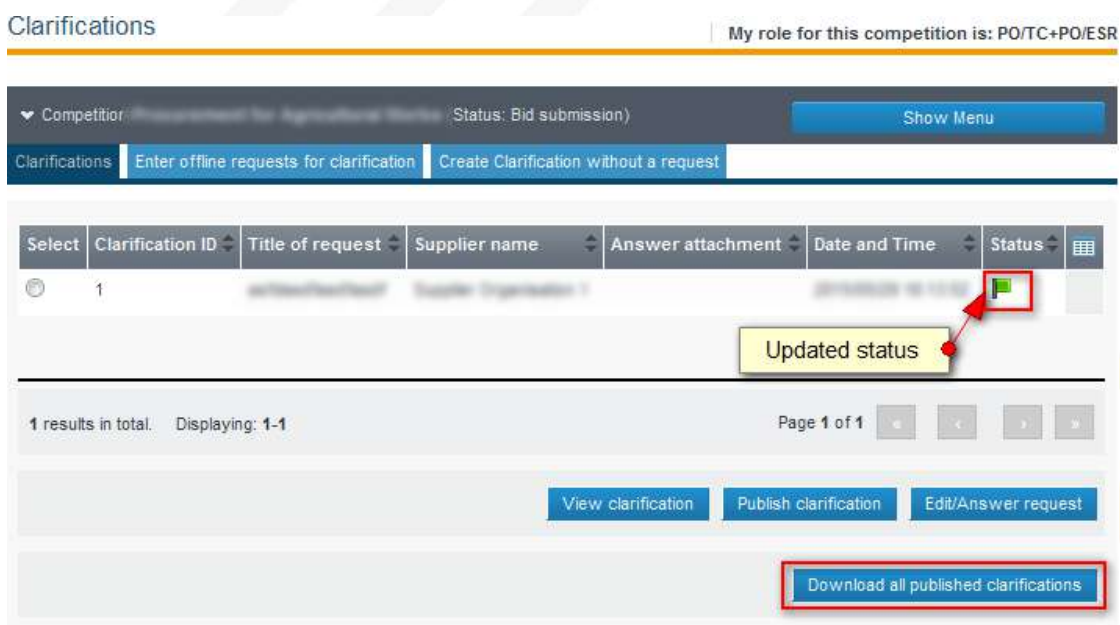 Clarifications
My role for this competition is: PO/TC+PO/ESR
Competition Status: Bid submission)
Show Menu
Clarifications Enter offline requests for clarification Create Clarification without a request
Select Clarification ID Title of request Supplier name Answer attachment Date and Time Status
1
Updated status
1 results in total. Displaying: 1-1 Page 1 of 1 « ‹ › »
View clarification Publish clarification Edit/Answer request
Download all published clarifications